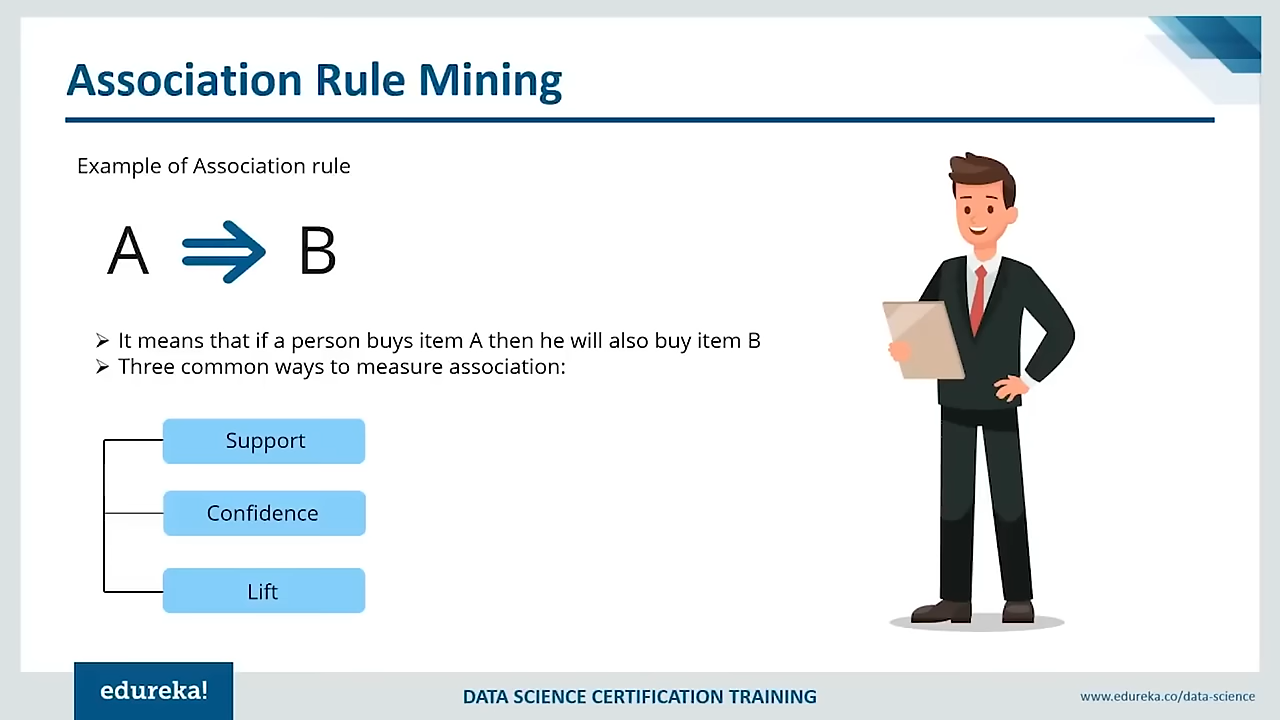 Association Rule Mining
Example of Association rule
A ⇒ B
➢ It means that if a person buys item A then he will also buy item B
➢ Three common ways to measure association:
Support
Confidence
Lift
edureka!
DATA SCIENCE CERTIFICATION TRAINING
www.edureka.co/data-science